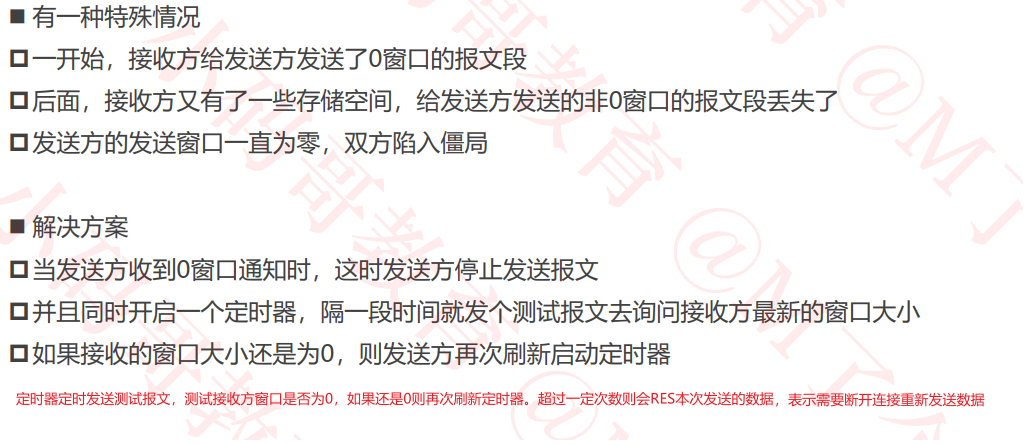 ■ 有一种特殊情况
一开始，接收方给发送方发送了0窗口的报文段
后面，接收方又有了一些存储空间，给发送方发送的非0窗口的报文段丢失了
发送方的发送窗口一直为零，双方陷入僵局
■ 解决方案
当发送方收到0窗口通知时，这时发送方停止发送报文
并且同时开启一个定时器，隔一段时间就发个测试报文去询问接收方最新的窗口大小
如果接收的窗口大小还是为0，则发送方再次刷新启动定时器
定时器定时发送测试报文，测试接收方窗口是否为0，如果还是0则再次刷新定时器。超过一定次数则会RES本次发送的数据，表示需要断开连接重新发送数据
小码哥教育 @M了个